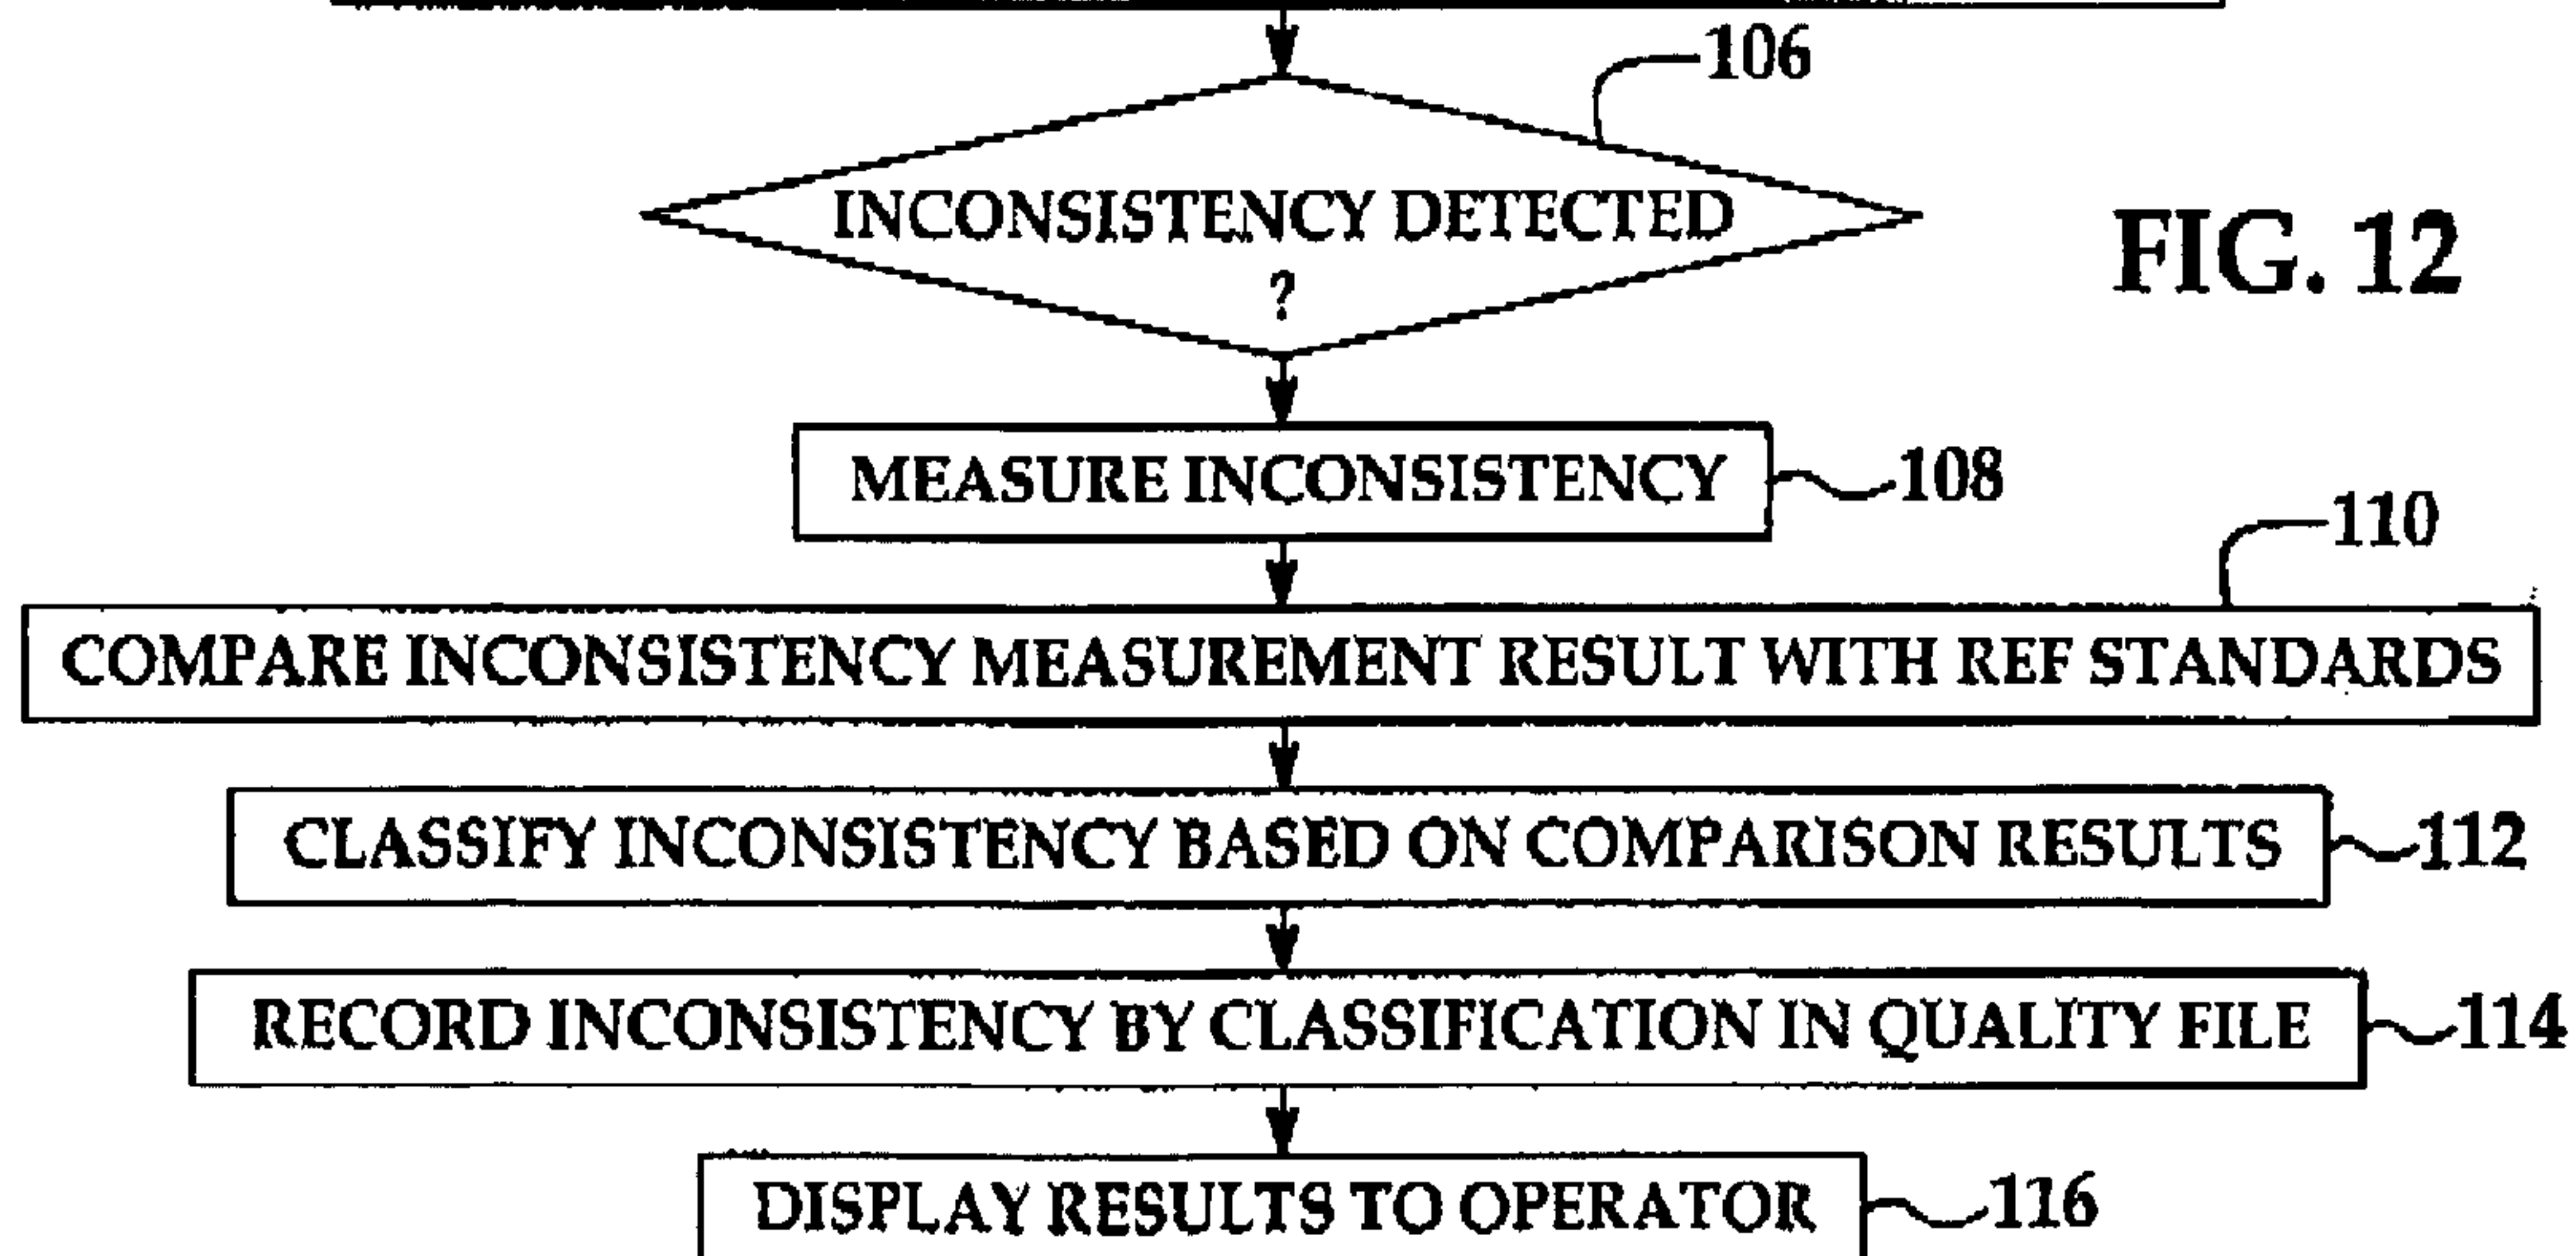 106
INCONSISTENCY DETECTED
?
FIG. 12
MEASURE INCONSISTENCY
108
110
COMPARE INCONSISTENCY MEASUREMENT RESULT WITH REF STANDARDS
CLASSIFY INCONSISTENCY BASED ON COMPARISON RESULTS
112
RECORD INCONSISTENCY BY CLASSIFICATION IN QUALITY FILE
114
DISPLAY RESULTS TO OPERATOR
116